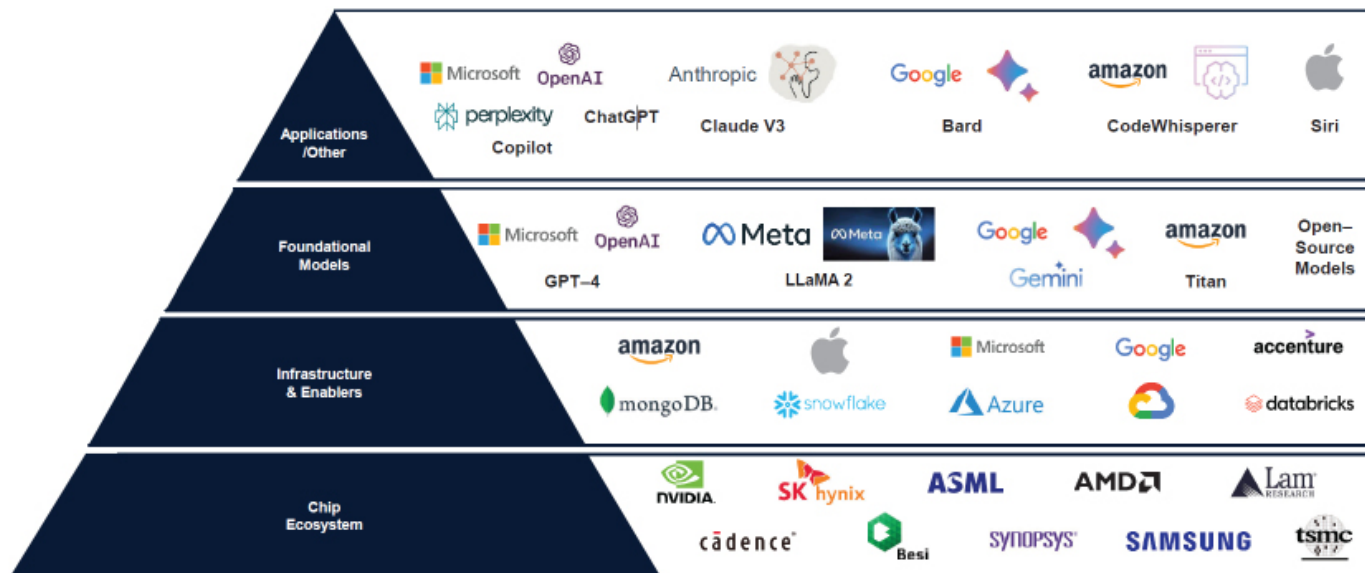 Applications
/Other
Microsoft
OpenAI
perplexity
ChatGPT
Copilot
Anthropic
Claude V3
Google
Bard
amazon
</>
CodeWhisperer
Siri
Foundational
Models
Microsoft
OpenAI
GPT–4
Meta
Meta
LLaMA 2
Google
Gemini
amazon
Titan
Open–
Source
Models
Infrastructure
& Enablers
amazon
Microsoft
Google
accenture
mongoDB.
snowflake
Azure
databricks
Chip
Ecosystem
NVIDIA.
SK hynix
ASML
AMD
Lam
RESEARCH
cādence®
Besi
SYNOPSYS®
SAMSUNG
tsmc